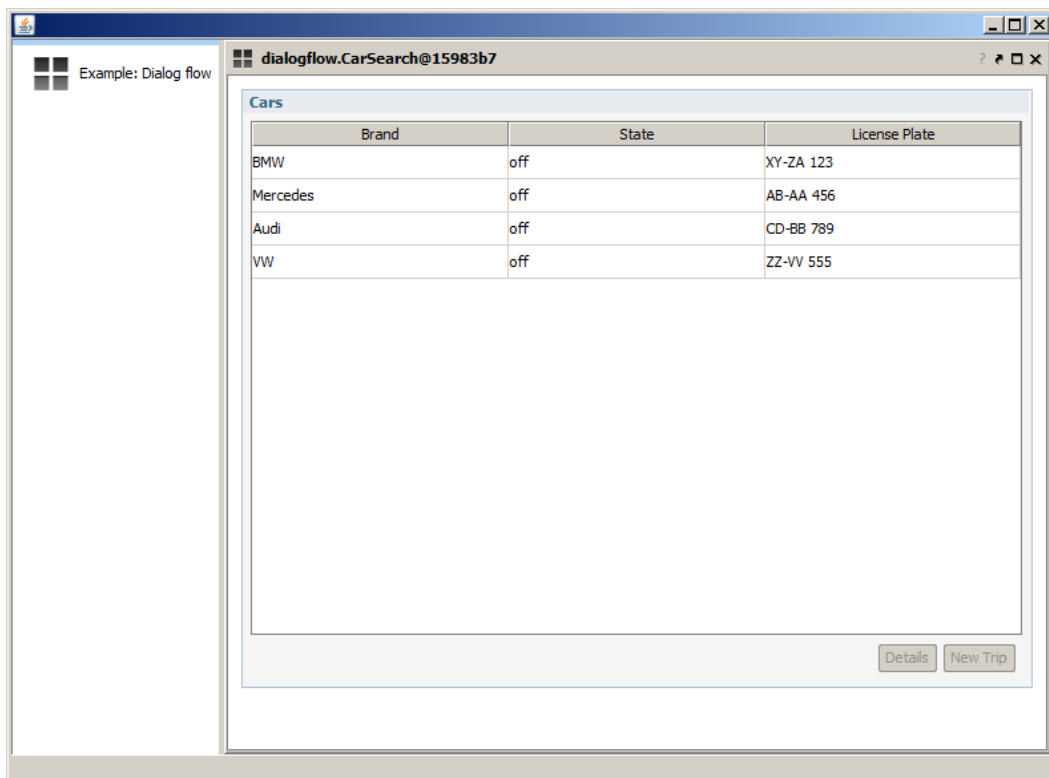 Example: Dialog flow
dialogflow.CarSearch@15983b7
?
Cars
Brand State License Plate
BMW off XY-ZA 123
Mercedes off AB-AA 456
Audi off CD-BB 789
VW off ZZ-VV 555
Details New Trip